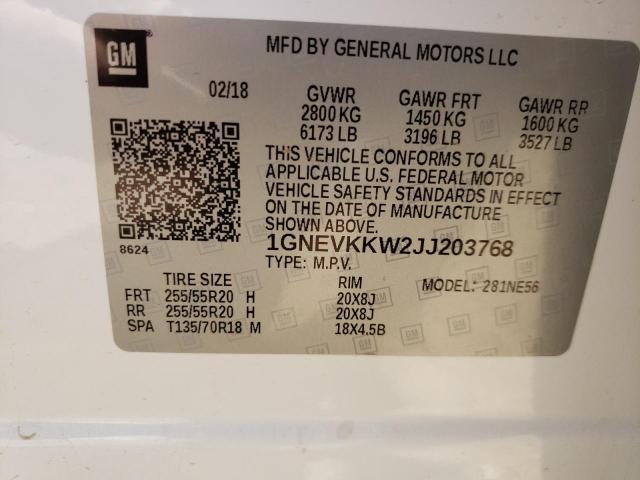 GM
MFD BY GENERAL MOTORS LLC
02/18 GVWR GAWR FRT GAWR RR
2800 KG 1450 KG 1600 KG
6173 LB 3196 LB 3527 LB
THIS VEHICLE CONFORMS TO ALL
APPLICABLE U.S. FEDERAL MOTOR
VEHICLE SAFETY STANDARDS IN EFFECT
ON THE DATE OF MANUFACTURE
SHOWN ABOVE.
8624 1GNEVKKW2JJ203768
TYPE: M.P.V.
TIRE SIZE RIM MODEL: 281NE56
FRT 255/55R20 H 20X8J
RR 255/55R20 H 20X8J
SPA T135/70R18 M 18X4.5B